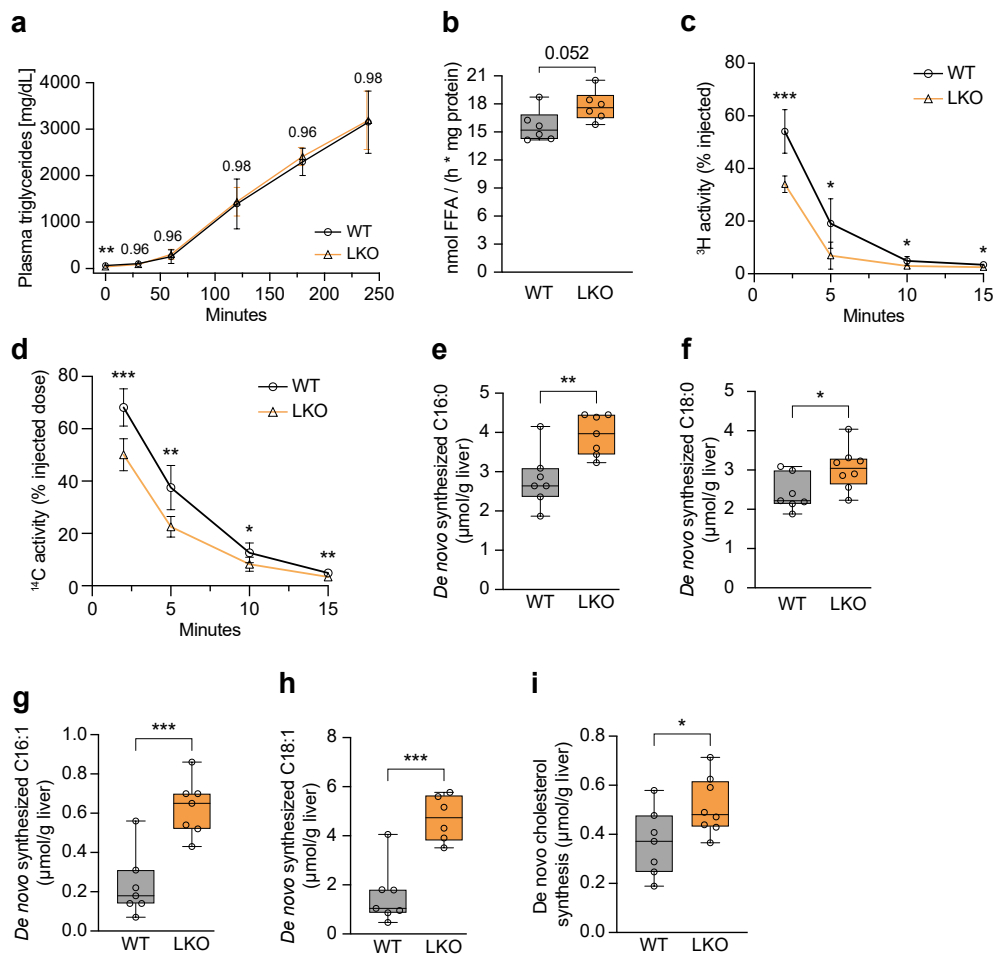 a
Plasma triglycerides [mg/dL]
4000
3000
2000
1000
0
**
0.96
0.96
0.98
0.96
0.98
WT
LKO
0 50 100 150 200 250
Minutes
b
nmol FFA / (h * mg protein)
21
18
15
12
9
6
3
0
0.052
WT LKO
c
³H activity (% injected)
80
60
40
20
0
***
*
*
*
WT
LKO
0 5 10 15
Minutes
d
¹⁴C activity (% injected dose)
80
60
40
20
0
***
**
*
**
WT
LKO
0 5 10 15
Minutes
e
De novo synthesized C16:0
(µmol/g liver)
5
4
3
2
1
0
**
WT LKO
f
De novo synthesized C18:0
(µmol/g liver)
5
4
3
2
1
0
*
WT LKO
g
De novo synthesized C16:1
(µmol/g liver)
1.0
0.8
0.6
0.4
0.2
0.0
***
WT LKO
h
De novo synthesized C18:1
(µmol/g liver)
8
6
4
2
0
***
WT LKO
i
De novo cholesterol
synthesis (µmol/g liver)
0.8
0.6
0.4
0.2
0.0
*
WT LKO